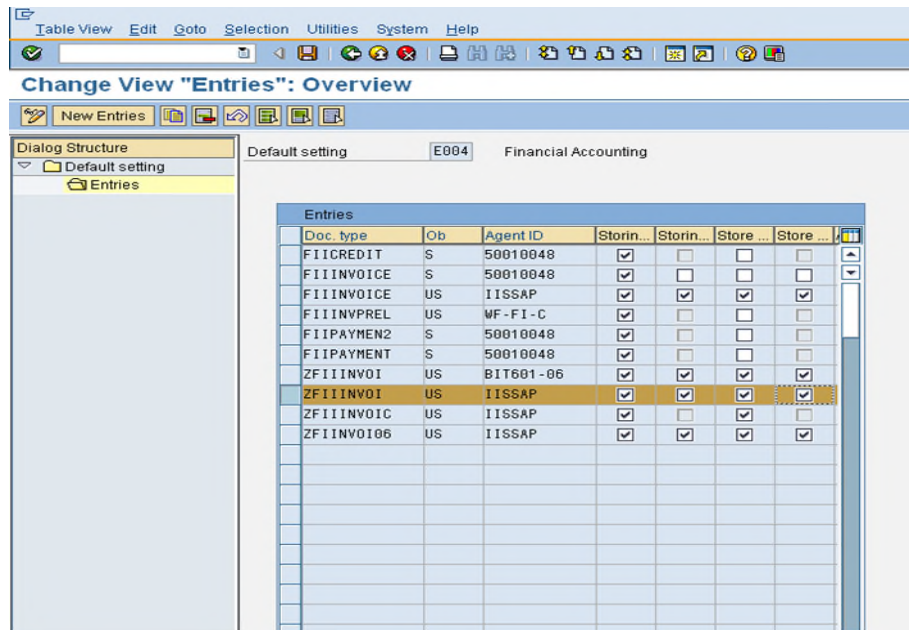 Table View Edit Goto Selection Utilities System Help
Change View "Entries": Overview
New Entries
Dialog Structure
Default setting
Entries
Default setting E004 Financial Accounting
Entries
Doc. type Ob Agent ID Storin... Storin... Store ... Store ...
FIICREDIT S 50010048
FIIINVOICE S 50010048
FIIINVOICE US IISSAP
FIIINVPREL US WF-FI-C
FIIPAYMEN2 S 50010048
FIIPAYMENT S 50010048
ZFIIINVOI US BIT601-06
ZFIIINVOI US IISSAP
ZFIIINVOIC US IISSAP
ZFIINVOI06 US IISSAP